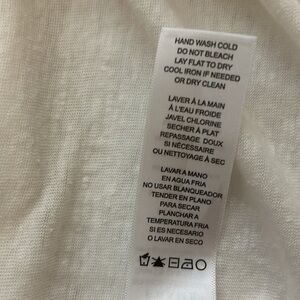 HAND WASH COLD
DO NOT BLEACH
LAY FLAT TO DRY
COOL IRON IF NEEDED
OR DRY CLEAN
LAVER À LA MAIN
À L'EAU FROIDE
JAVEL CHLORINE
SECHER À PLAT
REPASSAGE DOUX
SI NÉCESSAIRE
OU NETTOYAGE À SEC
LAVAR A MANO
EN AGUA FRIA
NO USAR BLANQUEADOR
TENDER EN PLANO
PARA SECAR
PLANCHAR A
TEMPERATURA FRIA
SI ES NECESARIO
O LAVAR EN SECO